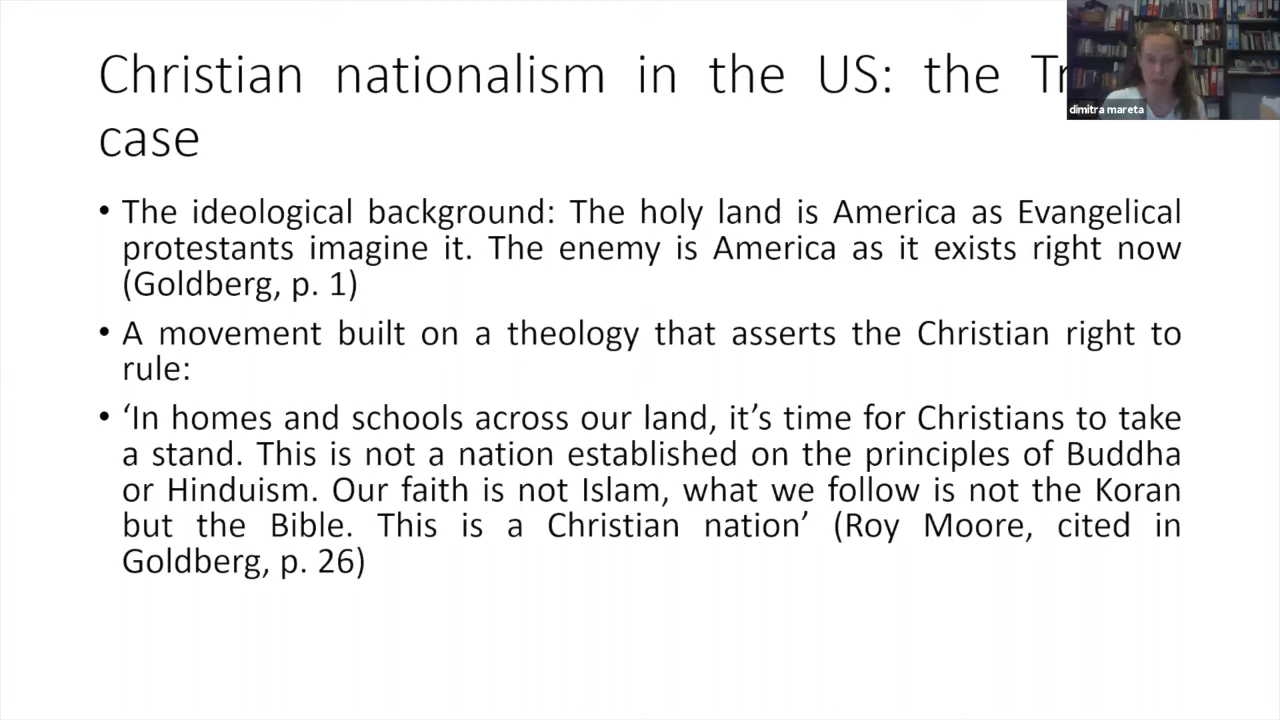 Christian nationalism in the US: the
case
dimitra mareta
• The ideological background: The holy land is America as Evangelical
protestants imagine it. The enemy is America as it exists right now
(Goldberg, p. 1)
• A movement built on a theology that asserts the Christian right to
rule:
• ‘In homes and schools across our land, it’s time for Christians to take
a stand. This is not a nation established on the principles of Buddha
or Hinduism. Our faith is not Islam, what we follow is not the Koran
but the Bible. This is a Christian nation’ (Roy Moore, cited in
Goldberg, p. 26)